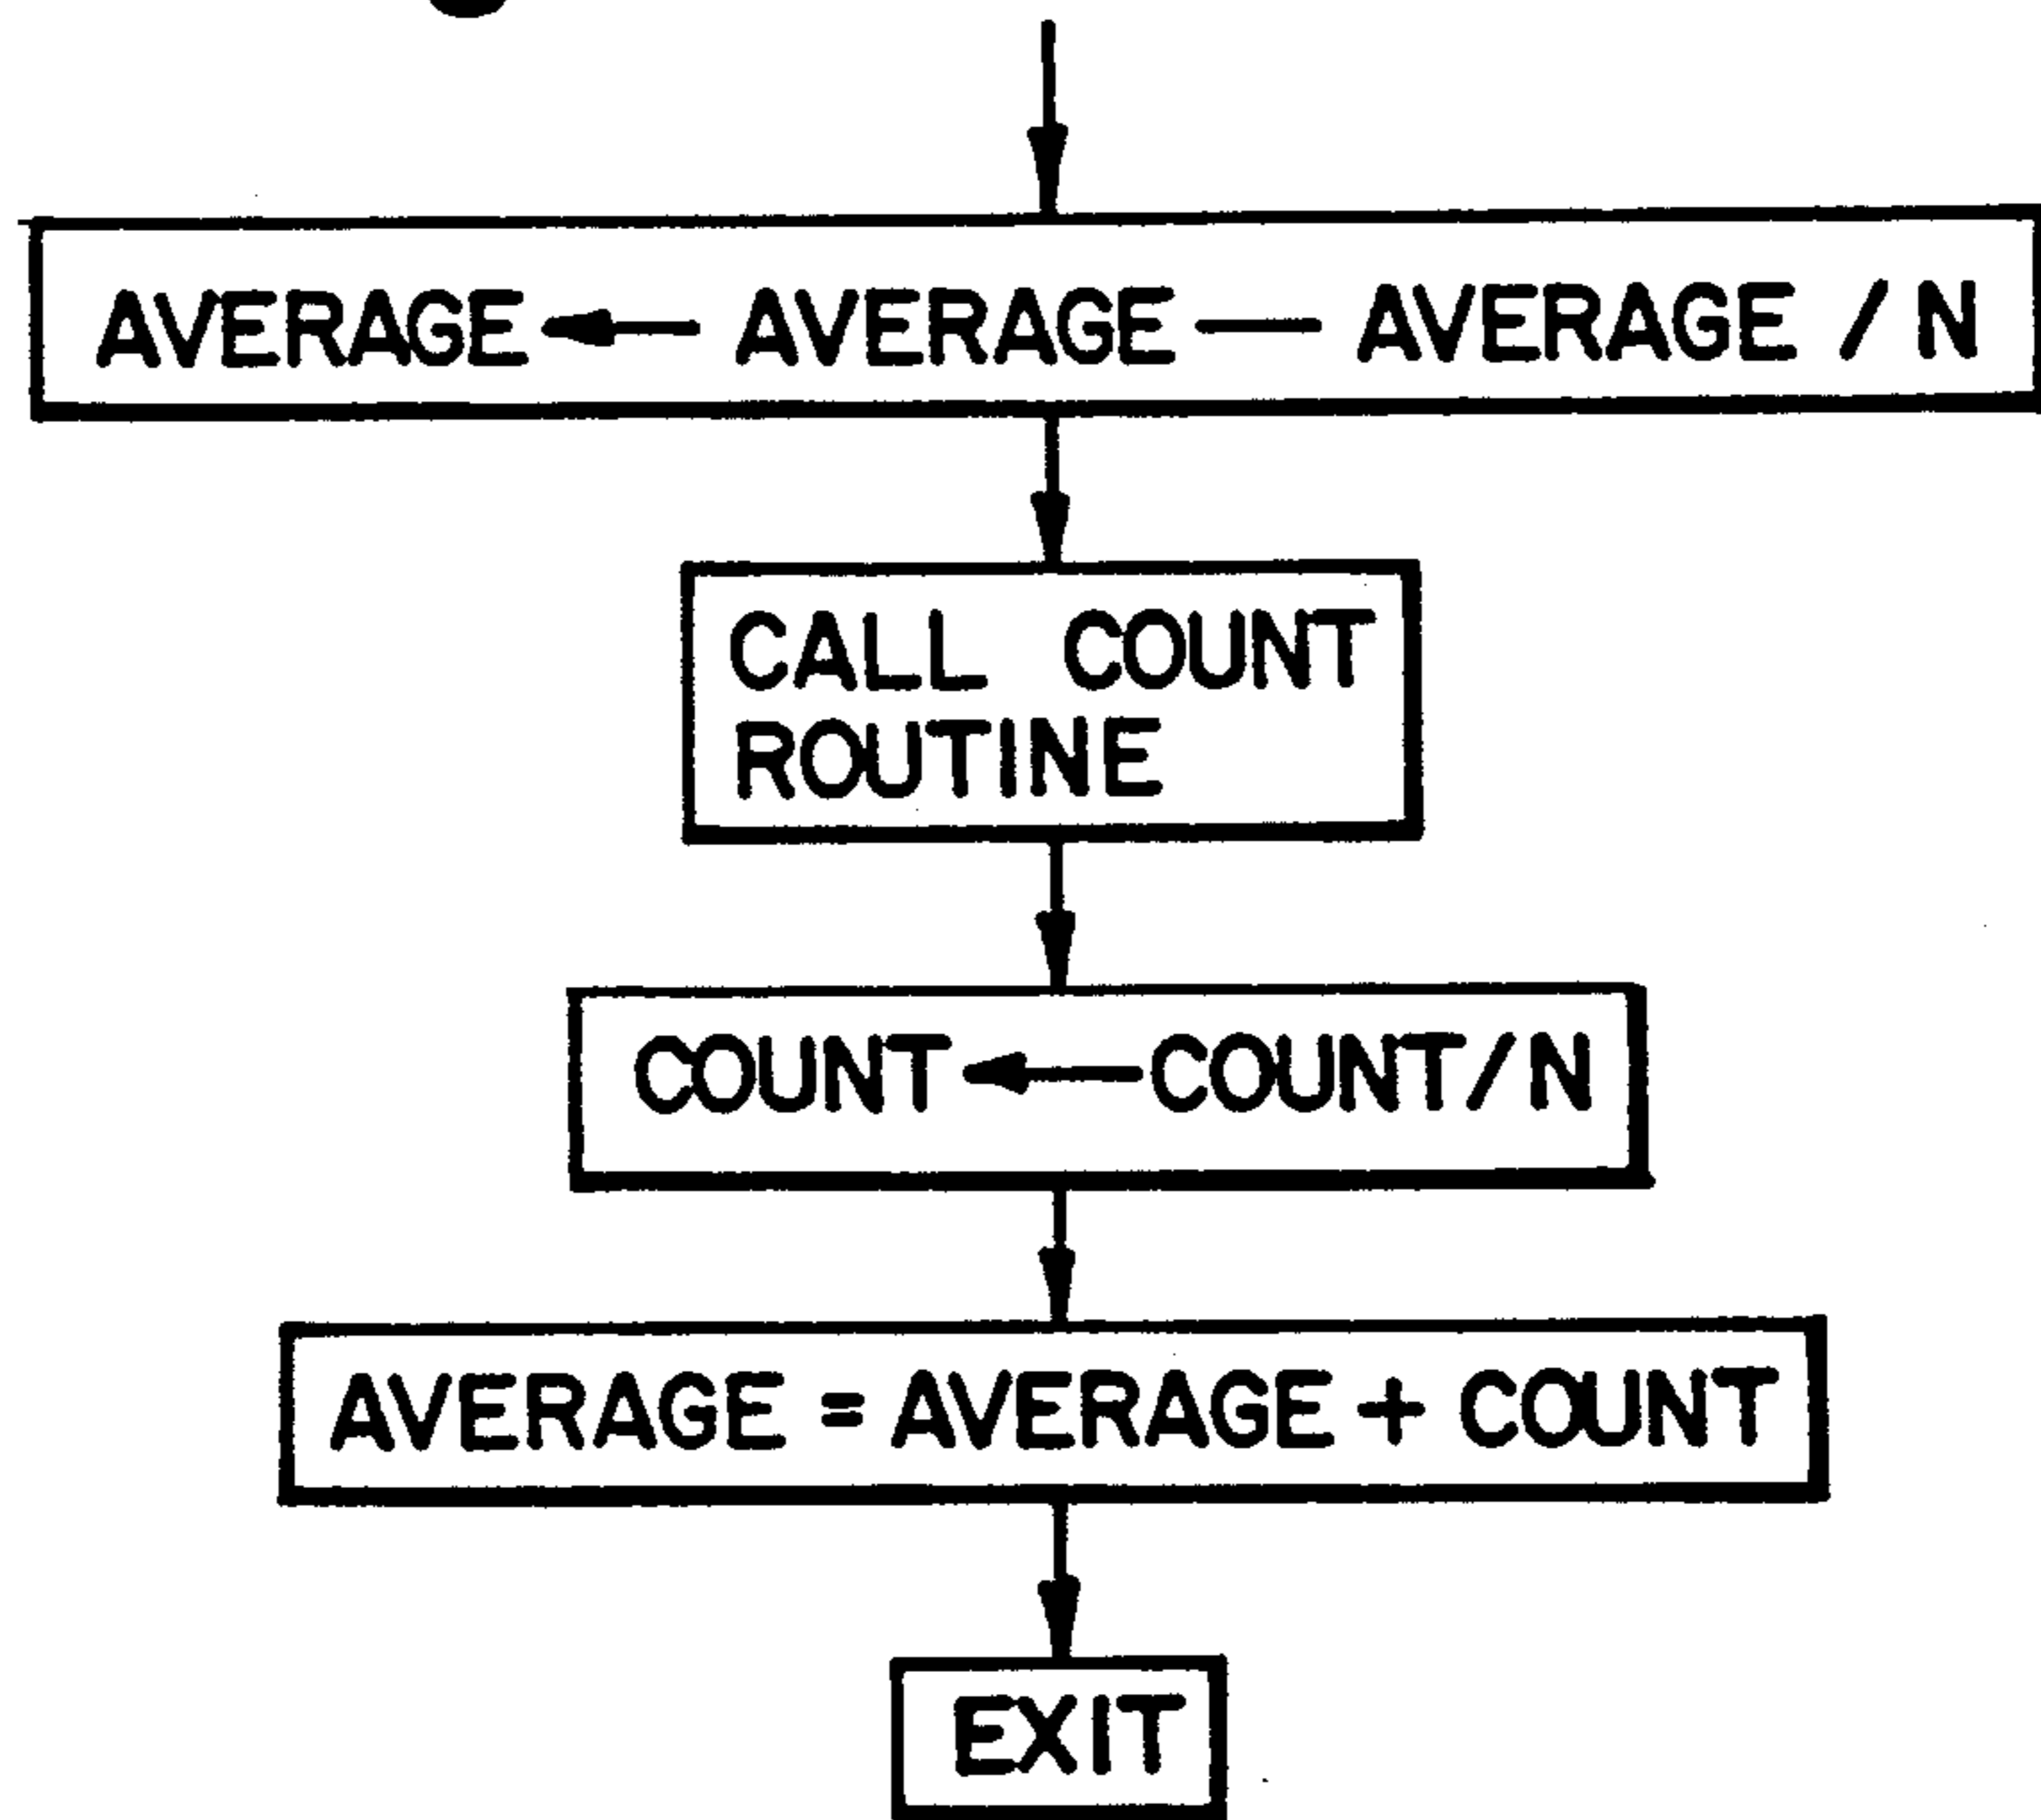 AVERAGE ← AVERAGE — AVERAGE / N
CALL COUNT
ROUTINE
COUNT ← COUNT/N
AVERAGE = AVERAGE + COUNT
EXIT